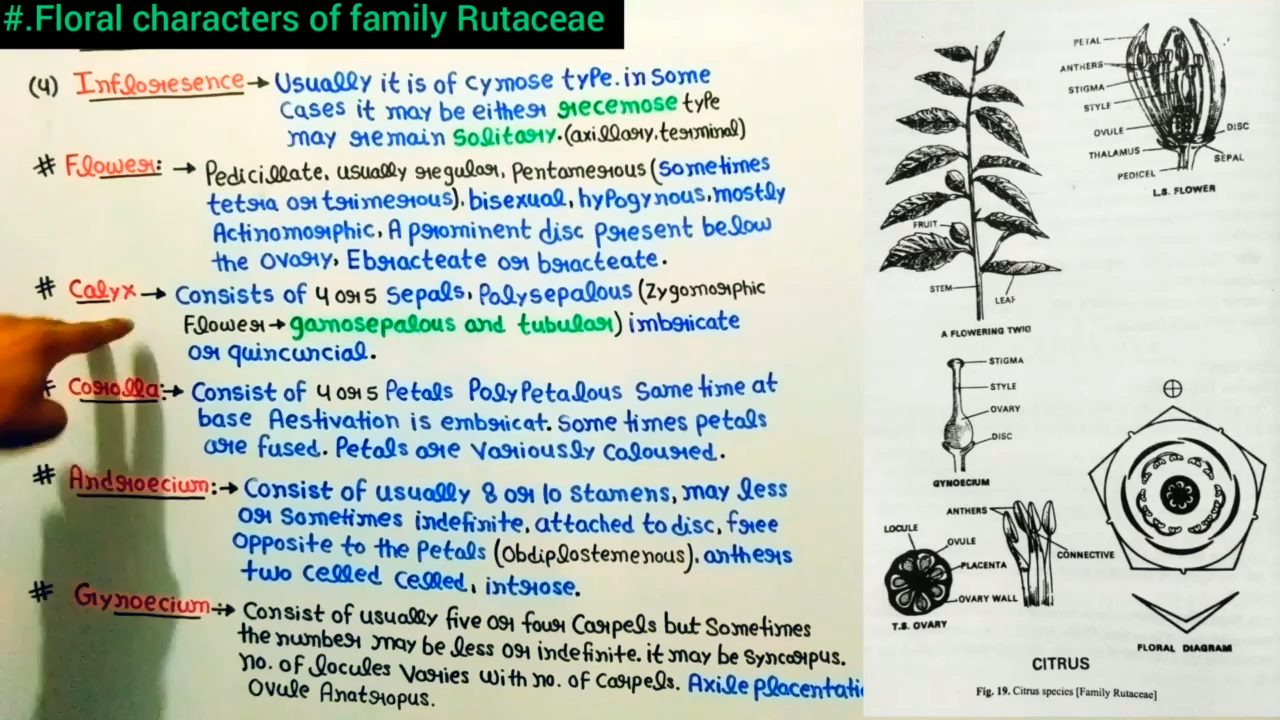 #.Floral characters of family Rutaceae
(4) Infloresence → Usually it is of cymose type. in some
cases it may be either recemose type
may remain Solitary. (axillary, terminal)
# Flower: → Pedicillate, usually regular, Pentamerous (sometimes
tetra or trimerous). bisexual, hypogynous, mostly
Actinomorphic, A prominent disc present below
the ovary, Ebracteate or bracteate.
# Calyx → Consists of 4 or 5 Sepals, Polysepalous (Zygomorphic
Flower → gamosepalous and tubular) imbricate
or quincuncial.
# Corolla: → Consist of 4 or 5 Petals PolyPetalous Same time at
base Aestivation is embricat. Some times petals
are fused. Petals are Variously Coloured.
# Androecium: → Consist of usually 8 or 10 Stamens, may less
or Sometimes indefinite, attached to disc, free
opposite to the Petals (Obdiplostemenous). anthers
two celled celled, introse.
# Gynoecium → Consist of usually five or four Carpels but Sometimes
the number may be less or indefinite. it may be Syncarpus.
no. of locules Varies with no. of Carpels. Axile placentati
Ovule Anatropus.
PETAL
ANTHERS
STIGMA
STYLE
OVULE
THALAMUS
PEDICEL
DISC
SEPAL
L.S. FLOWER
FRUIT
STEM
LEAF
A FLOWERING TWIG
STIGMA
STYLE
OVARY
DISC
GYNOECIUM
LOCULE
OVULE
PLACENTA
OVARY WALL
T.S. OVARY
ANTHERS
CONNECTIVE
FLORAL DIAGRAM
CITRUS
Fig. 19. Citrus species [Family Rutaceae]